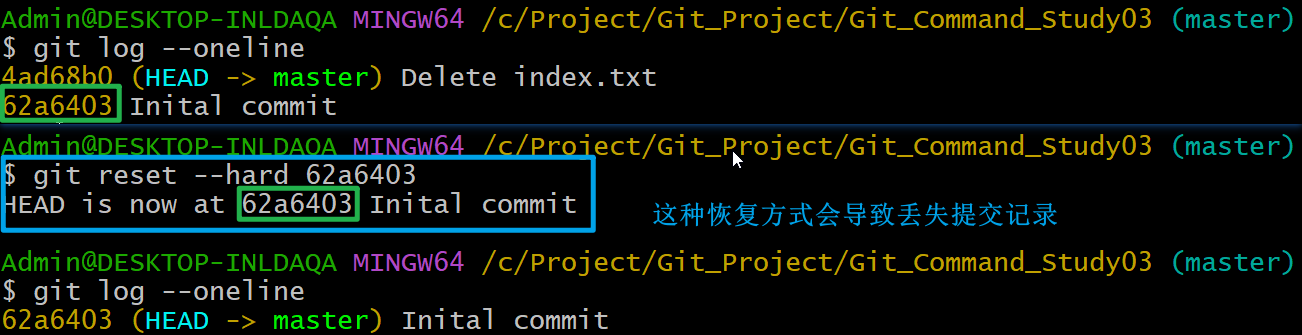 Admin@DESKTOP-INLDAQA MINGW64 /c/Project/Git_Project/Git_Command_Study03 (master)
$ git log --oneline
4ad68b0 (HEAD -> master) Delete index.txt
62a6403 Inital commit
Admin@DESKTOP-INLDAQA MINGW64 /c/Project/Git_Project/Git_Command_Study03 (master)
$ git reset --hard 62a6403
HEAD is now at 62a6403 Inital commit
这种恢复方式会导致丢失提交记录
Admin@DESKTOP-INLDAQA MINGW64 /c/Project/Git_Project/Git_Command_Study03 (master)
$ git log --oneline
62a6403 (HEAD -> master) Inital commit